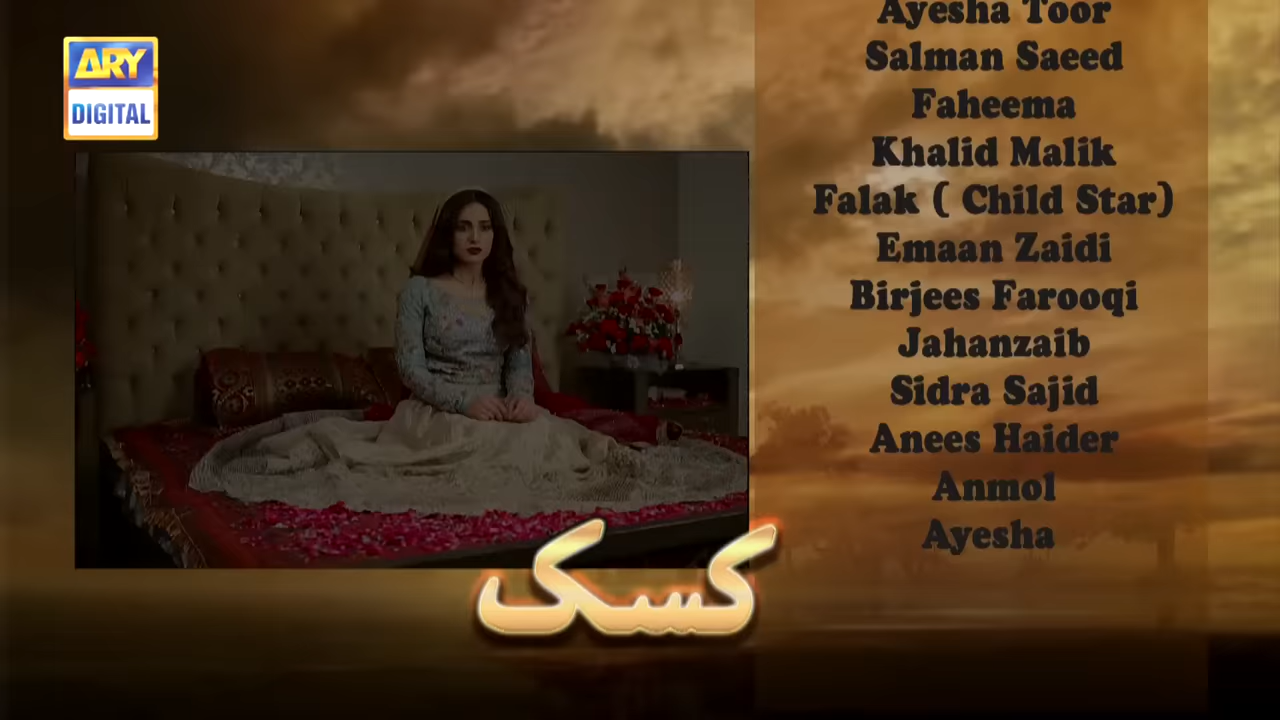 ARY
DIGITAL
Ayesha Toor
Salman Saeed
Faheema
Khalid Malik
Falak ( Child Star)
Emaan Zaidi
Birjees Farooqi
Jahanzaib
Sidra Sajid
Anees Haider
Anmol
Ayesha
کسک